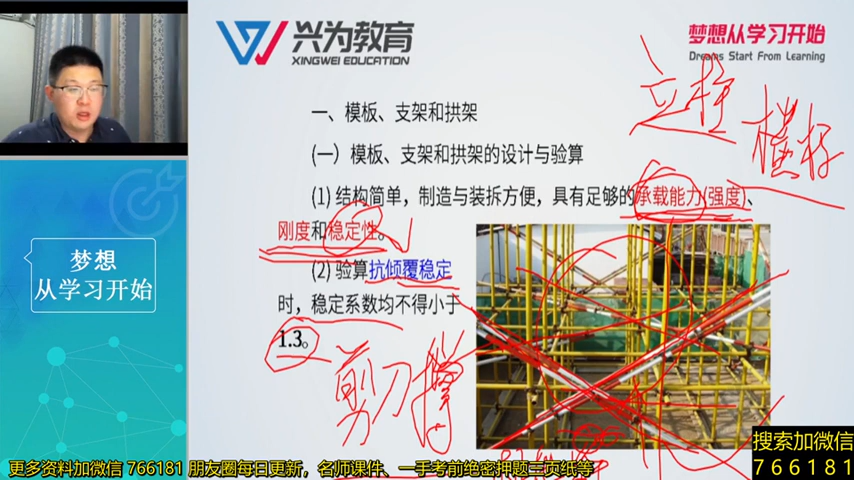 兴为教育
XINGWEI EDUCATION
梦想从学习开始
Dreams Start From Learning
立柱
横杆
一、模板、支架和拱架
(一）模板、支架和拱架的设计与验算
(1) 结构简单，制造与装拆方便，具有足够的承载能力(强度)、
刚度和稳定性。
(2) 验算抗倾覆稳定
时，稳定系数均不得小于
1.3。
剪刀撑
梦想
从学习开始
搜索加微信
766181
更多资料加微信 766181 朋友圈每日更新，名师课件、一手考前绝密押题三页纸等